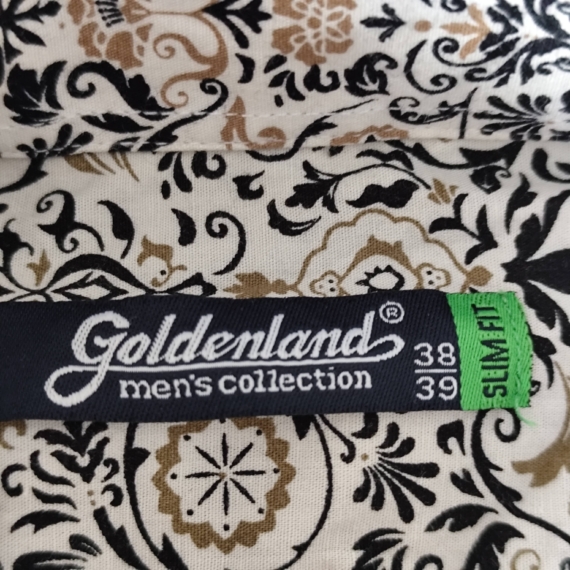 Goldenland®
men's collection
38
39
SLIM FIT